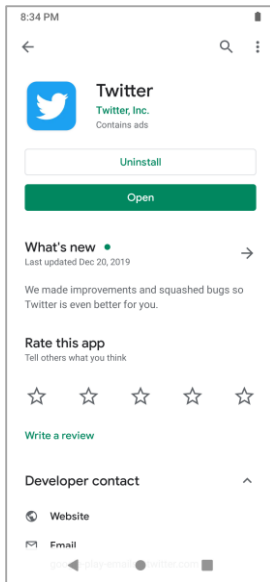 8:34 PM
Twitter
Twitter, Inc.
Contains ads
Uninstall
Open
What's new
Last updated Dec 20, 2019
We made improvements and squashed bugs so
Twitter is even better for you.
Rate this app
Tell others what you think
Write a review
Developer contact
Website
Email